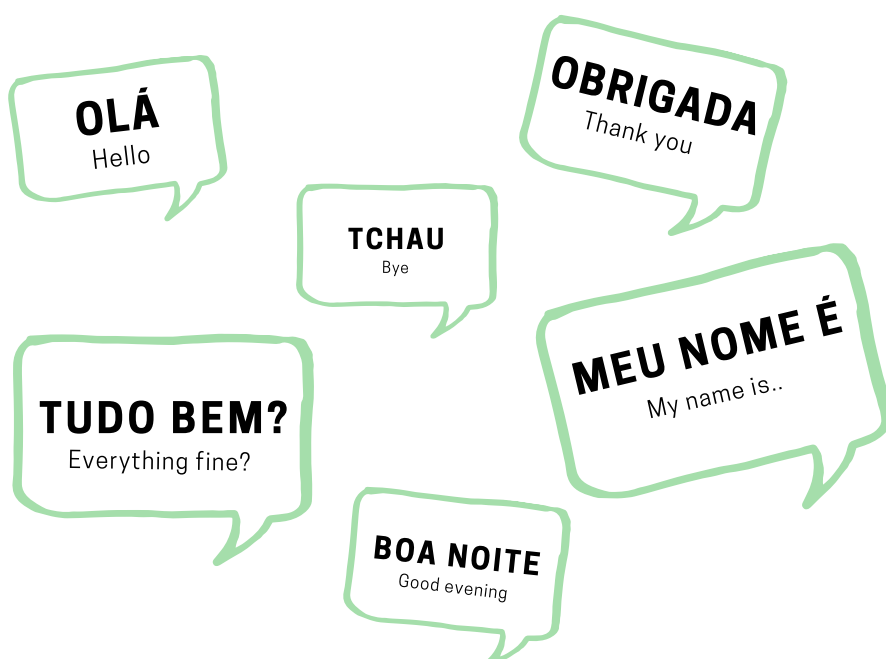 OLÁ
Hello
OBRIGADA
Thank you
TCHAU
Bye
MEU NOME É
My name is..
TUDO BEM?
Everything fine?
BOA NOITE
Good evening